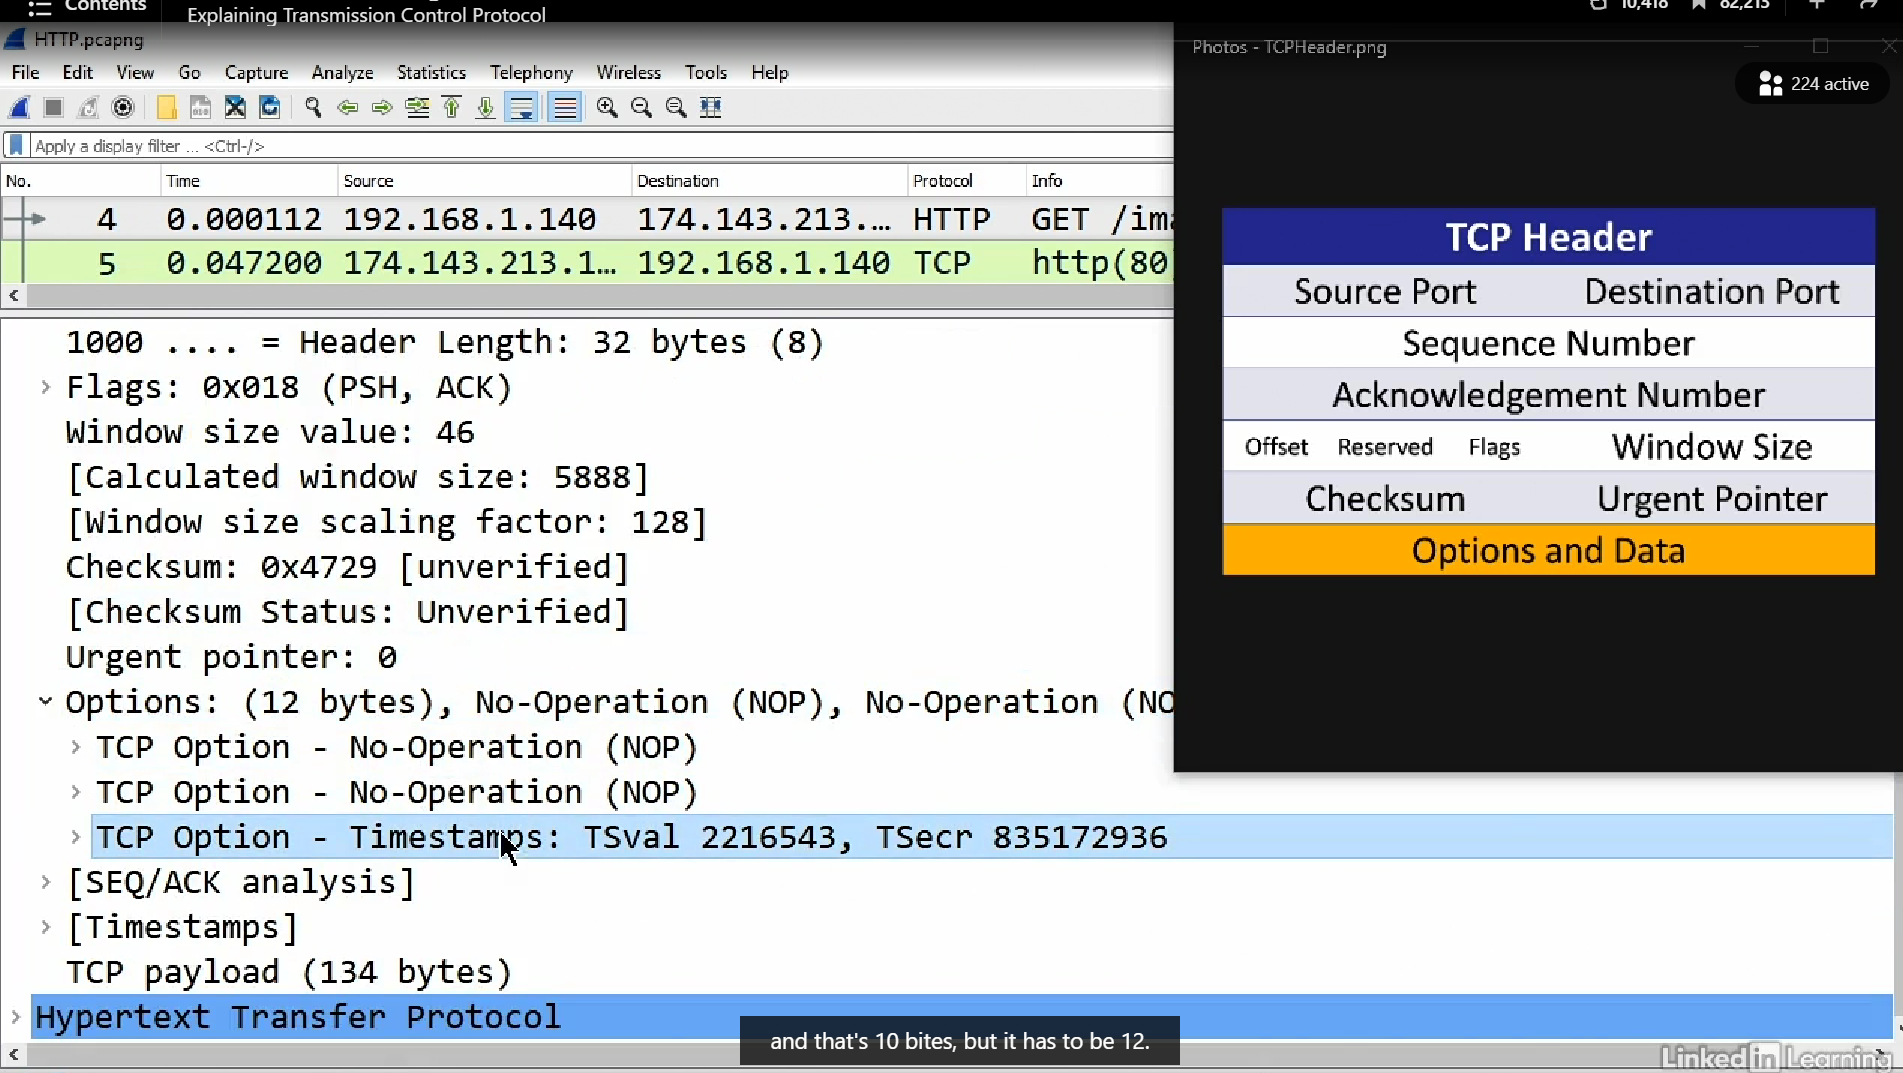 Contents
Explaining Transmission Control Protocol
10,418
82,213
HTTP.pcapng
File Edit View Go Capture Analyze Statistics Telephony Wireless Tools Help
Apply a display filter ... <Ctrl-/>
No. Time Source Destination Protocol Info
4 0.000112 192.168.1.140 174.143.213.... HTTP GET /ima
5 0.047200 174.143.213.1... 192.168.1.140 TCP http(80)
1000 .... = Header Length: 32 bytes (8)
Flags: 0x018 (PSH, ACK)
Window size value: 46
[Calculated window size: 5888]
[Window size scaling factor: 128]
Checksum: 0x4729 [unverified]
[Checksum Status: Unverified]
Urgent pointer: 0
Options: (12 bytes), No-Operation (NOP), No-Operation (NO
TCP Option - No-Operation (NOP)
TCP Option - No-Operation (NOP)
TCP Option - Timestamps: TSval 2216543, TSecr 835172936
[SEQ/ACK analysis]
[Timestamps]
TCP payload (134 bytes)
Hypertext Transfer Protocol
Photos - TCPHeader.png
224 active
TCP Header
Source Port Destination Port
Sequence Number
Acknowledgement Number
Offset Reserved Flags Window Size
Checksum Urgent Pointer
Options and Data
and that's 10 bites, but it has to be 12.
LinkedIn Learning